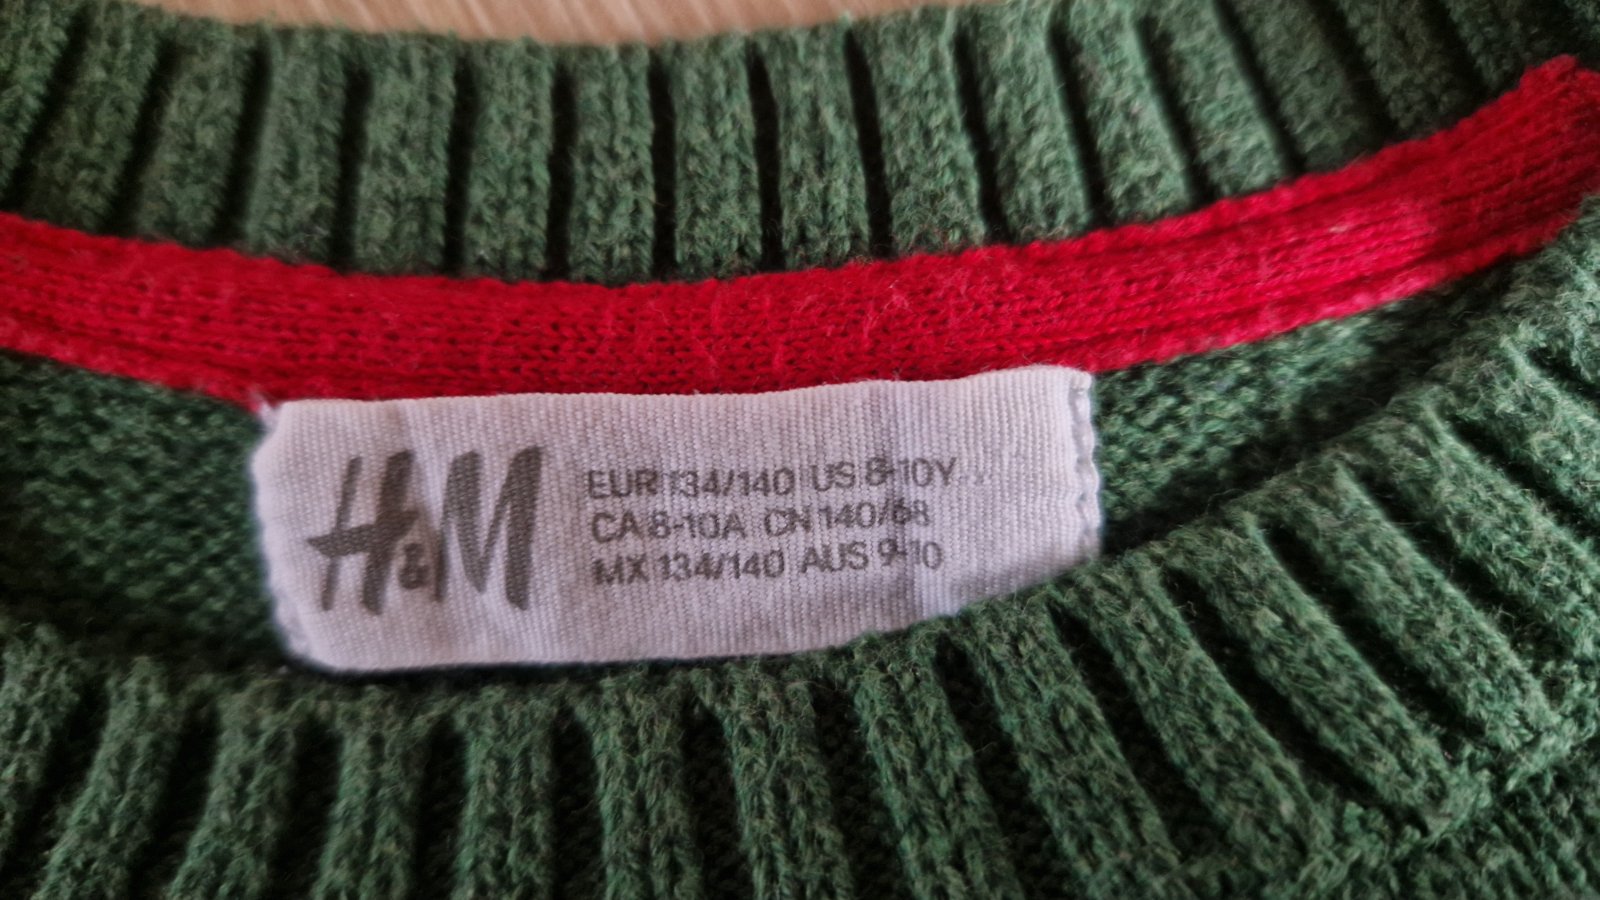 H&M
EUR 134/140 US 8-10Y
CA 8-10A CN 140/68
MX 134/140 AUS 9-10